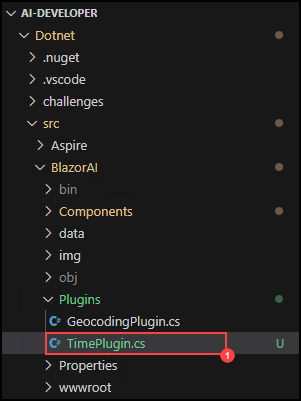 AI-DEVELOPER
Dotnet
.nuget
.vscode
challenges
src
Aspire
BlazorAI
bin
Components
data
img
obj
Plugins
C# GeocodingPlugin.cs
C# TimePlugin.cs 1 U
Properties
wwwroot